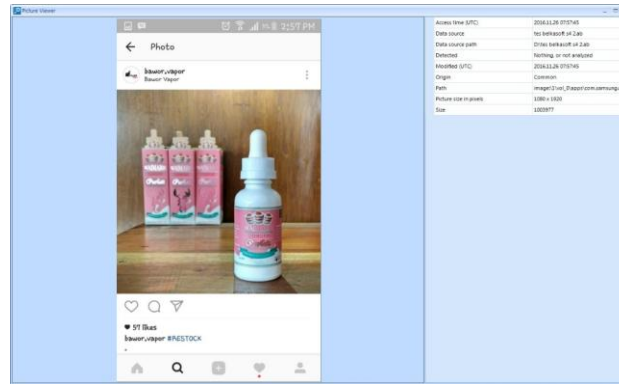 Picture Viewer
2:57 PM
Photo
bawor.vapor
Bawor Vapor
57 likes
bawor.vapor #RESTOCK
Access time (UTC) 2016.11.26 07:57:45
Data source tes belkasoft s4 2.ab
Data source path D:\tes belkasoft s4 2.ab
Detected Nothing, or not analyzed
Modified (UTC) 2016.11.26 07:57:45
Origin Common
Path
Picture size in pixels 1080 x 1920
Size 1003977